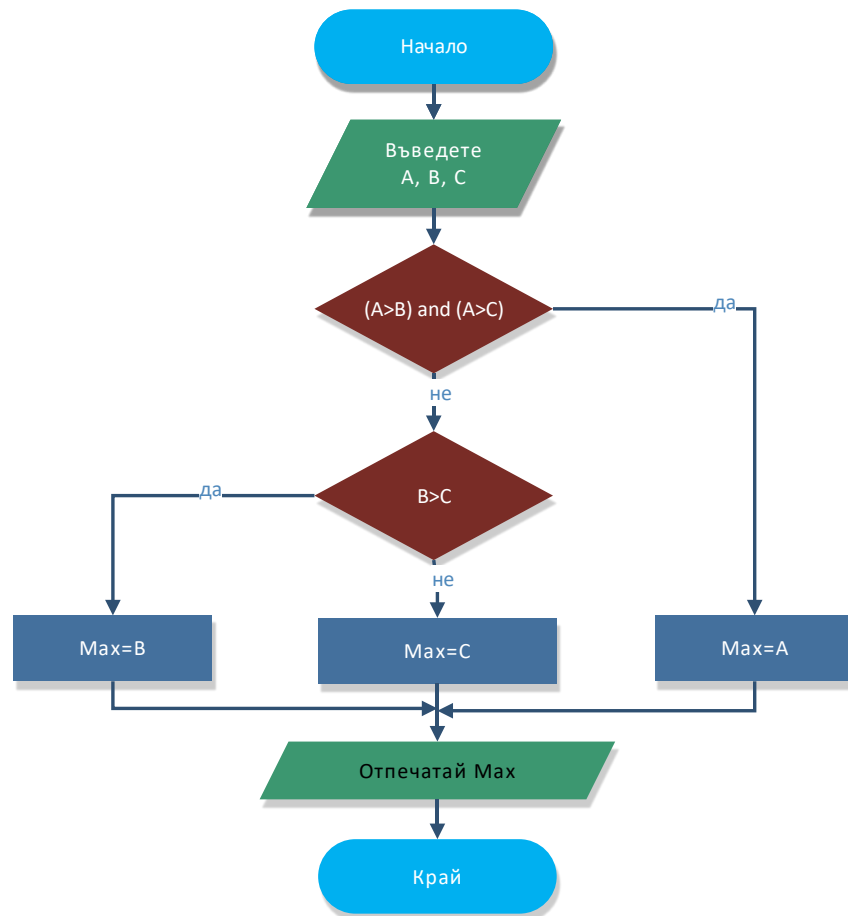 Начало
Въведете
A, B, C
(A>B) and (A>C)
да
не
B>C
да
не
Max=B
Max=C
Max=A
Отпечатай Max
Край